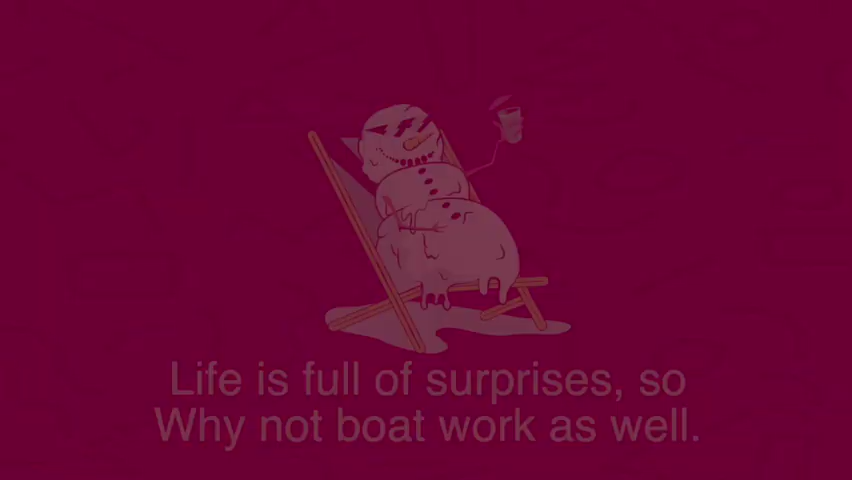 Life is full of surprises, so
Why not boat work as well.